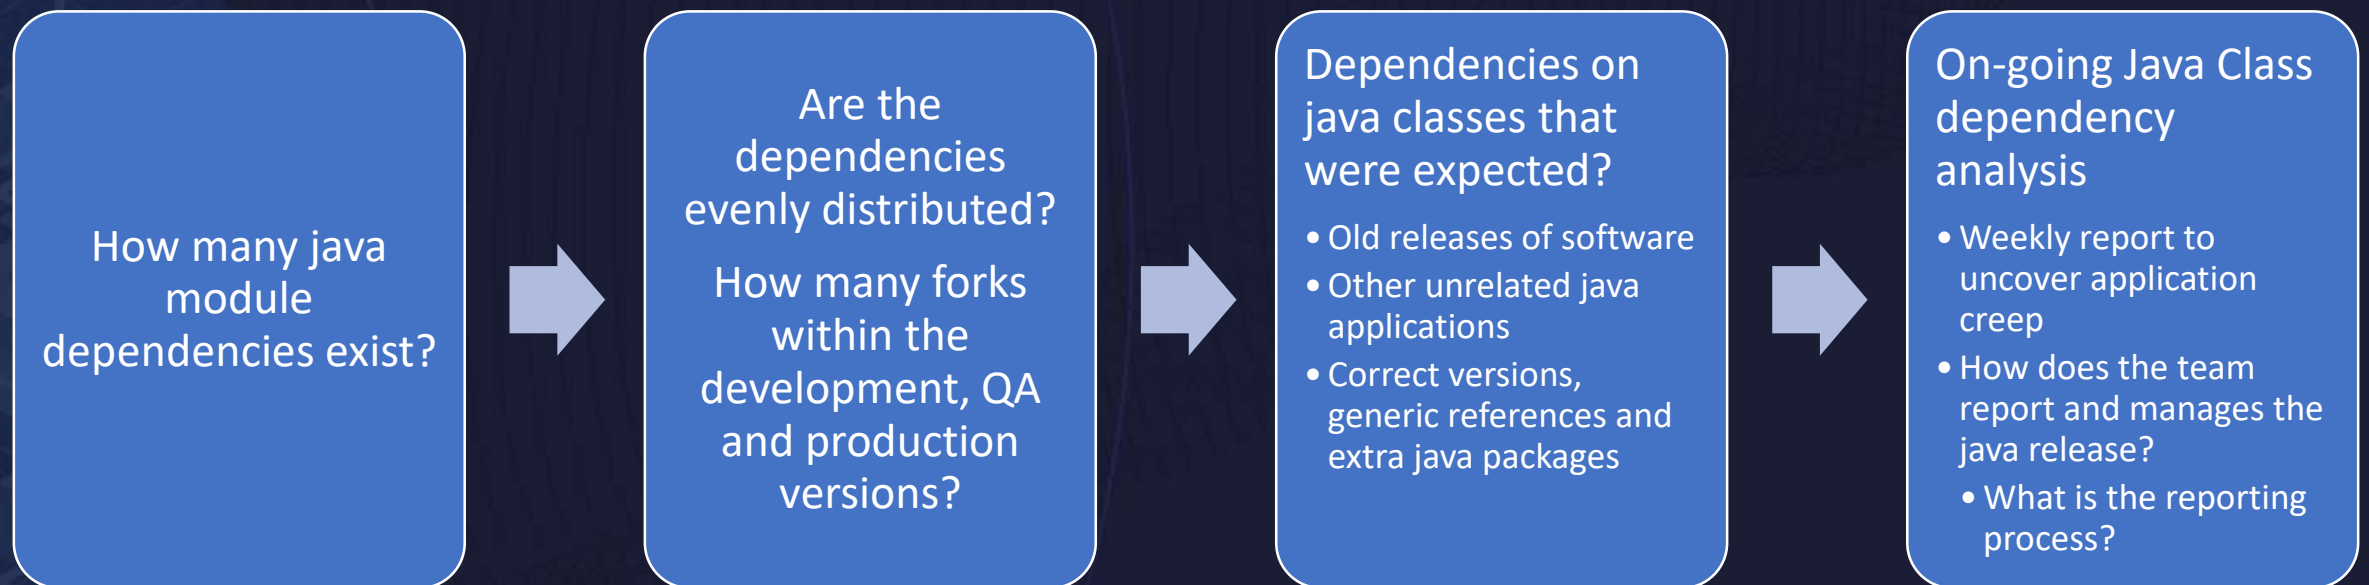 How many java
module
dependencies exist?
Are the
dependencies
evenly distributed?
How many forks
within the
development, QA
and production
versions?
Dependencies on
java classes that
were expected?
• Old releases of software
• Other unrelated java
applications
• Correct versions,
generic references and
extra java packages
On-going Java Class
dependency
analysis
• Weekly report to
uncover application
creep
• How does the team
report and manages the
java release?
• What is the reporting
process?